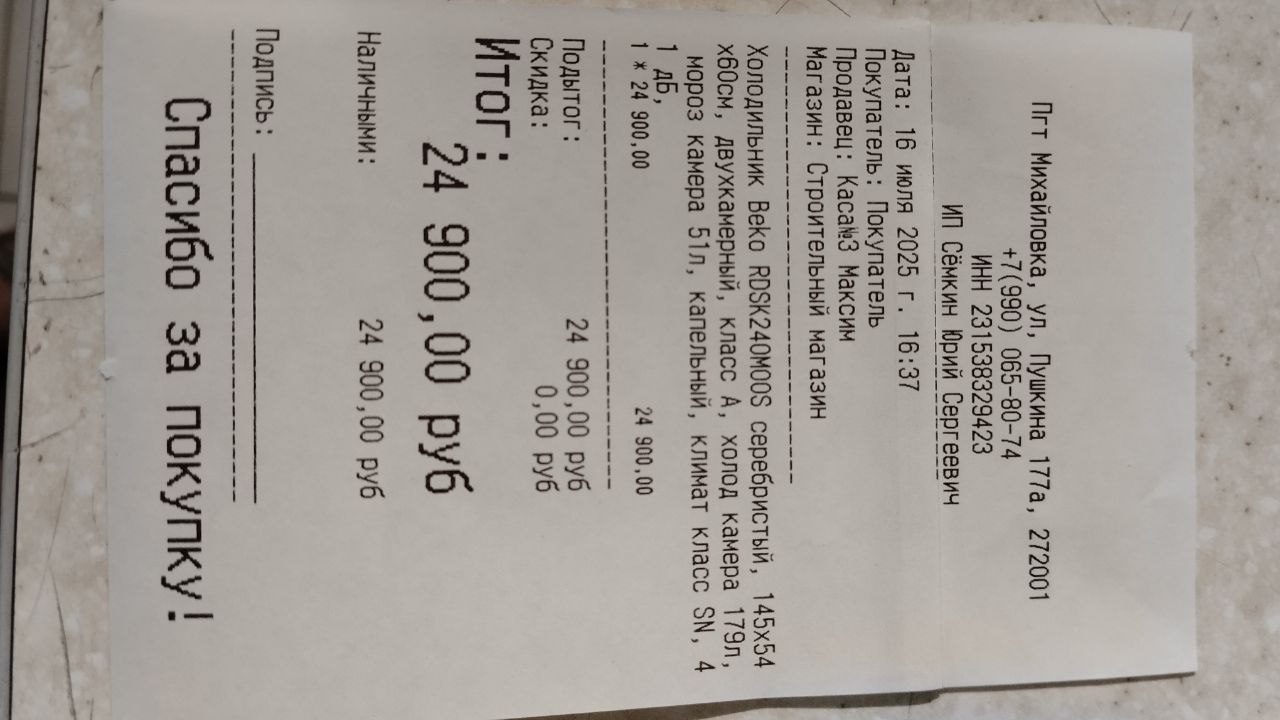 Пгт Михайловка, ул, Пушкина 177а, 272001
+7(990) 065-80-74
ИНН 231538329423
ИП Сёмкин Юрий Сергеевич
Дата: 16 июля 2025 г. 16:37
Покупатель: Покупатель
Продавец: Каса№3 Максим
Магазин: Строительный магазин
Холодильник Beko RDSK240M00S серебристый, 145x54
x60см, двухкамерный, класс А, холод камера 179л,
мороз камера 51л, капельный, климат класс SN, 4
1 дБ,
1 * 24 900,00 24 900,00
Подытог: 24 900,00 руб
Скидка: 0,00 руб
Итог:
24 900,00 руб
Наличными: 24 900,00 руб
Подпись:
Спасибо за покупку!